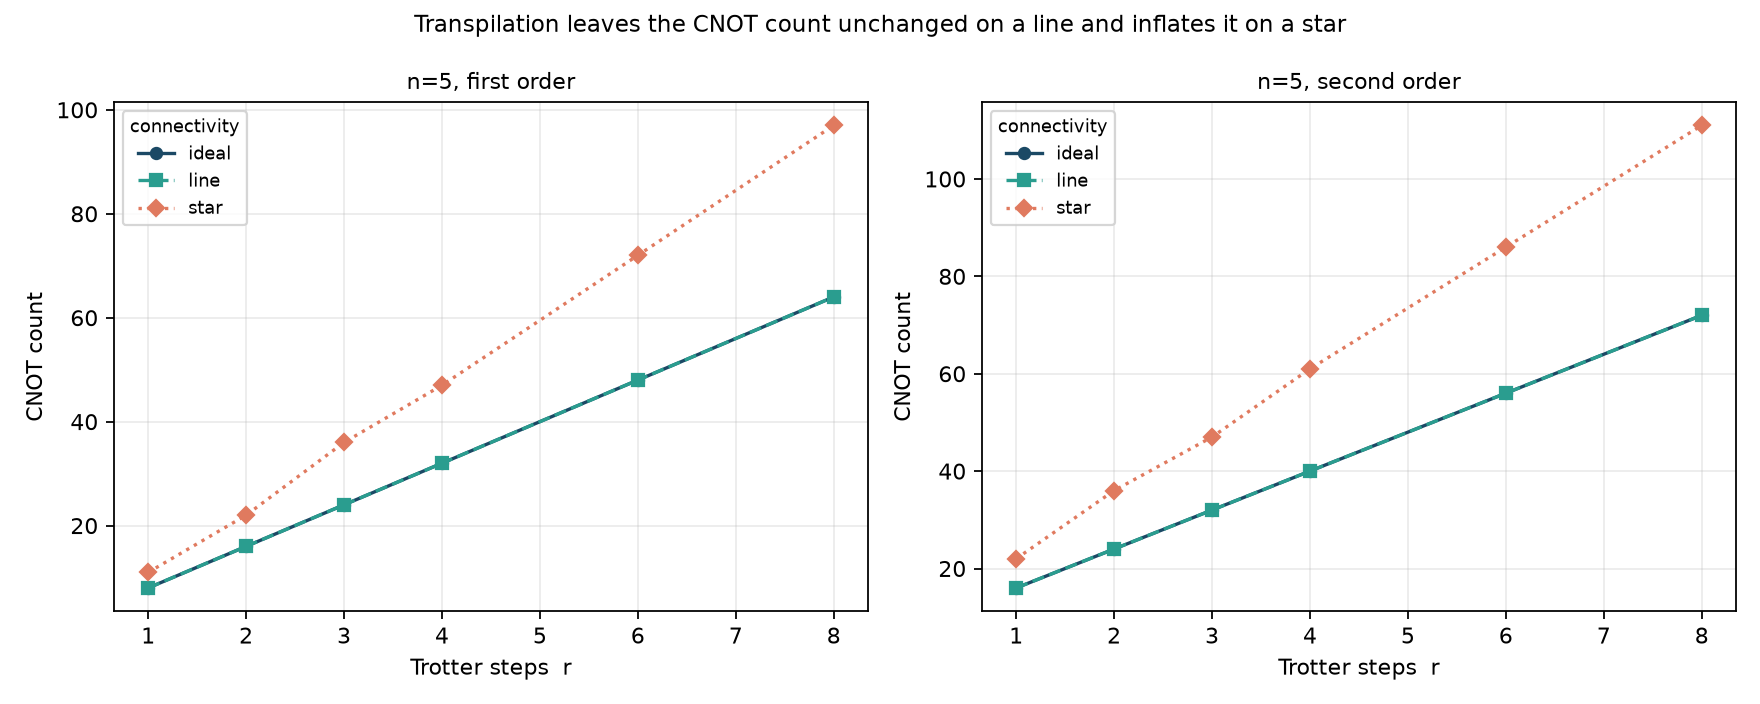 Transpilation leaves the CNOT count unchanged on a line and inflates it on a star
n=5, first order
CNOT count
100
80
60
40
20
connectivity
ideal
line
star
1 2 3 4 5 6 7 8
Trotter steps r
n=5, second order
CNOT count
100
80
60
40
20
connectivity
ideal
line
star
1 2 3 4 5 6 7 8
Trotter steps r